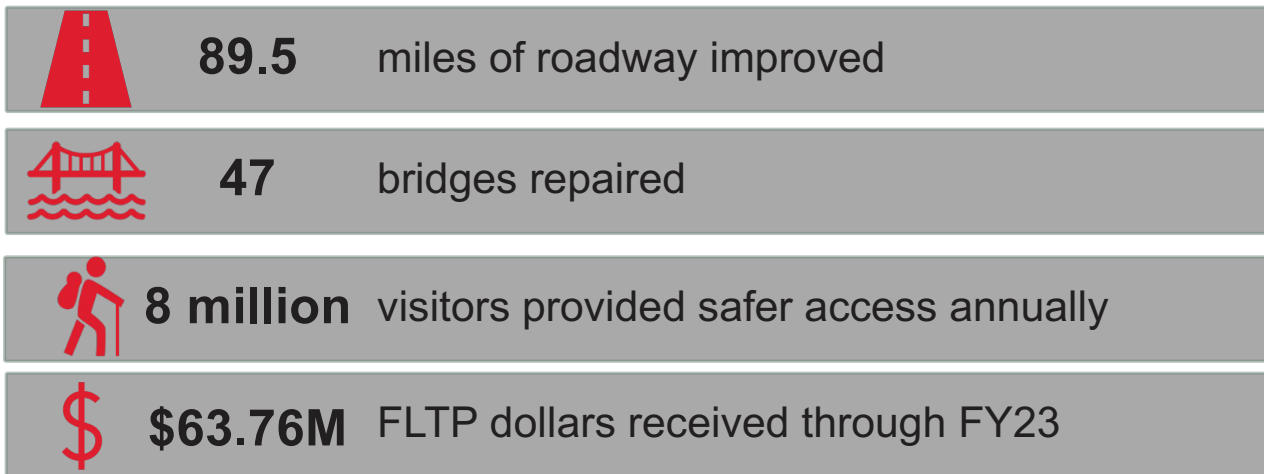 89.5 miles of roadway improved
47 bridges repaired
8 million visitors provided safer access annually
$63.76M FLTP dollars received through FY23